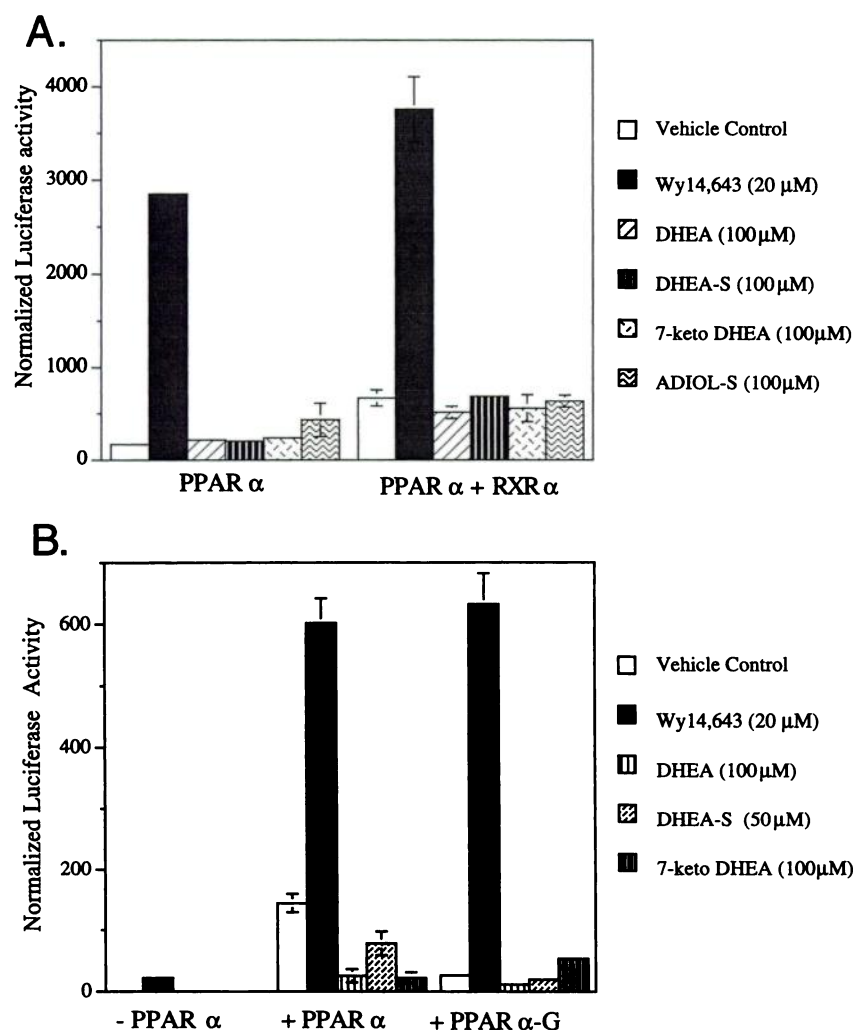 A.
Normalized Luciferase activity
4000
3000
2000
1000
0
PPAR α
PPAR α + RXR α
Vehicle Control
Wy14,643 (20 μM)
DHEA (100μM)
DHEA-S (100μM)
7-keto DHEA (100μM)
ADIOL-S (100μM)
B.
Normalized Luciferase Activity
600
400
200
0
- PPAR α
+ PPAR α
+ PPAR α-G
Vehicle Control
Wy14,643 (20 μM)
DHEA (100μM)
DHEA-S (50μM)
7-keto DHEA (100μM)